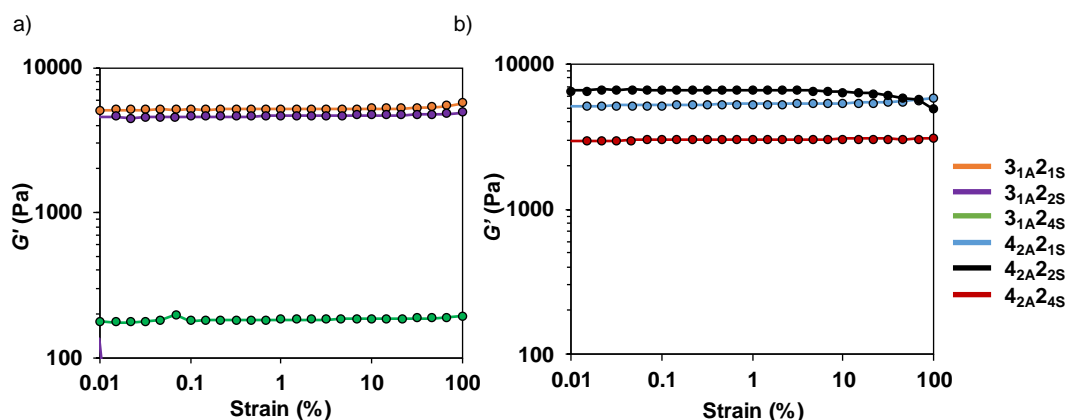 a)
10000
1000
100
G' (Pa)
0.01 0.1 1 10 100
Strain (%)
b)
10000
1000
100
G' (Pa)
0.01 0.1 1 10 100
Strain (%)
3₁ₐ2₁ₛ
3₁ₐ2₂ₛ
3₁ₐ2₄ₛ
4₂ₐ2₁ₛ
4₂ₐ2₂ₛ
4₂ₐ2₄ₛ